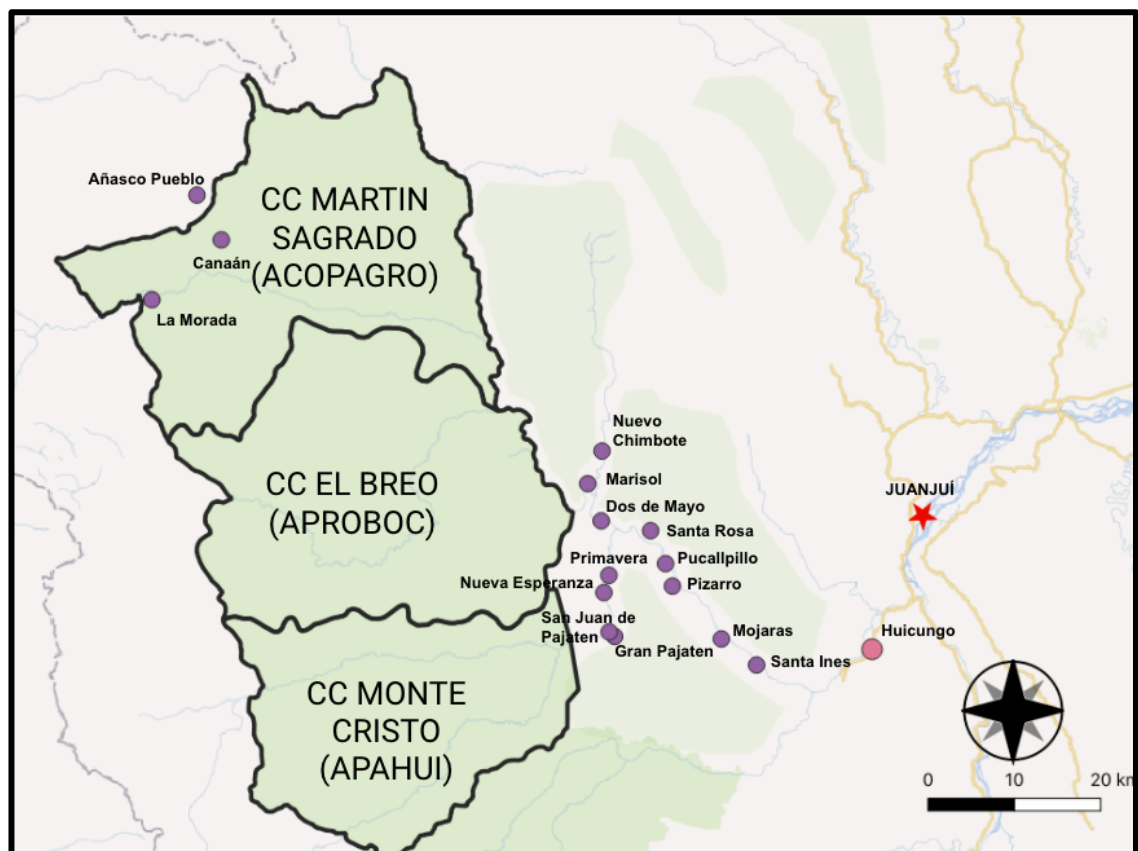 Añasco Pueblo
CC MARTIN
SAGRADO
(ACOPAGRO)
Canaán
La Morada
Nuevo
Chimbote
Marisol
CC EL BREO
(APROBOC)
JUANJUÍ
Dos de Mayo
Santa Rosa
Primavera
Pucallpillo
Nueva Esperanza
Pizarro
San Juan de
Pajaten
Gran Pajaten
Mojaras
Huicungo
Santa Ines
CC MONTE
CRISTO
(APAHUI)
0 10 20 km